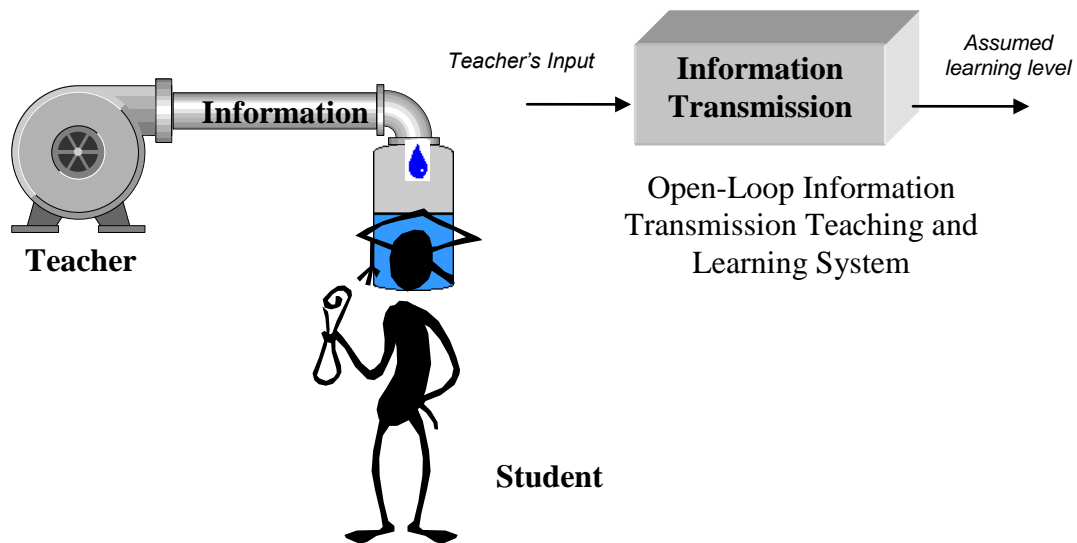 Teacher's Input
Information
Transmission
Assumed
learning level
Information
Open-Loop Information
Transmission Teaching and
Learning System
Teacher
Student